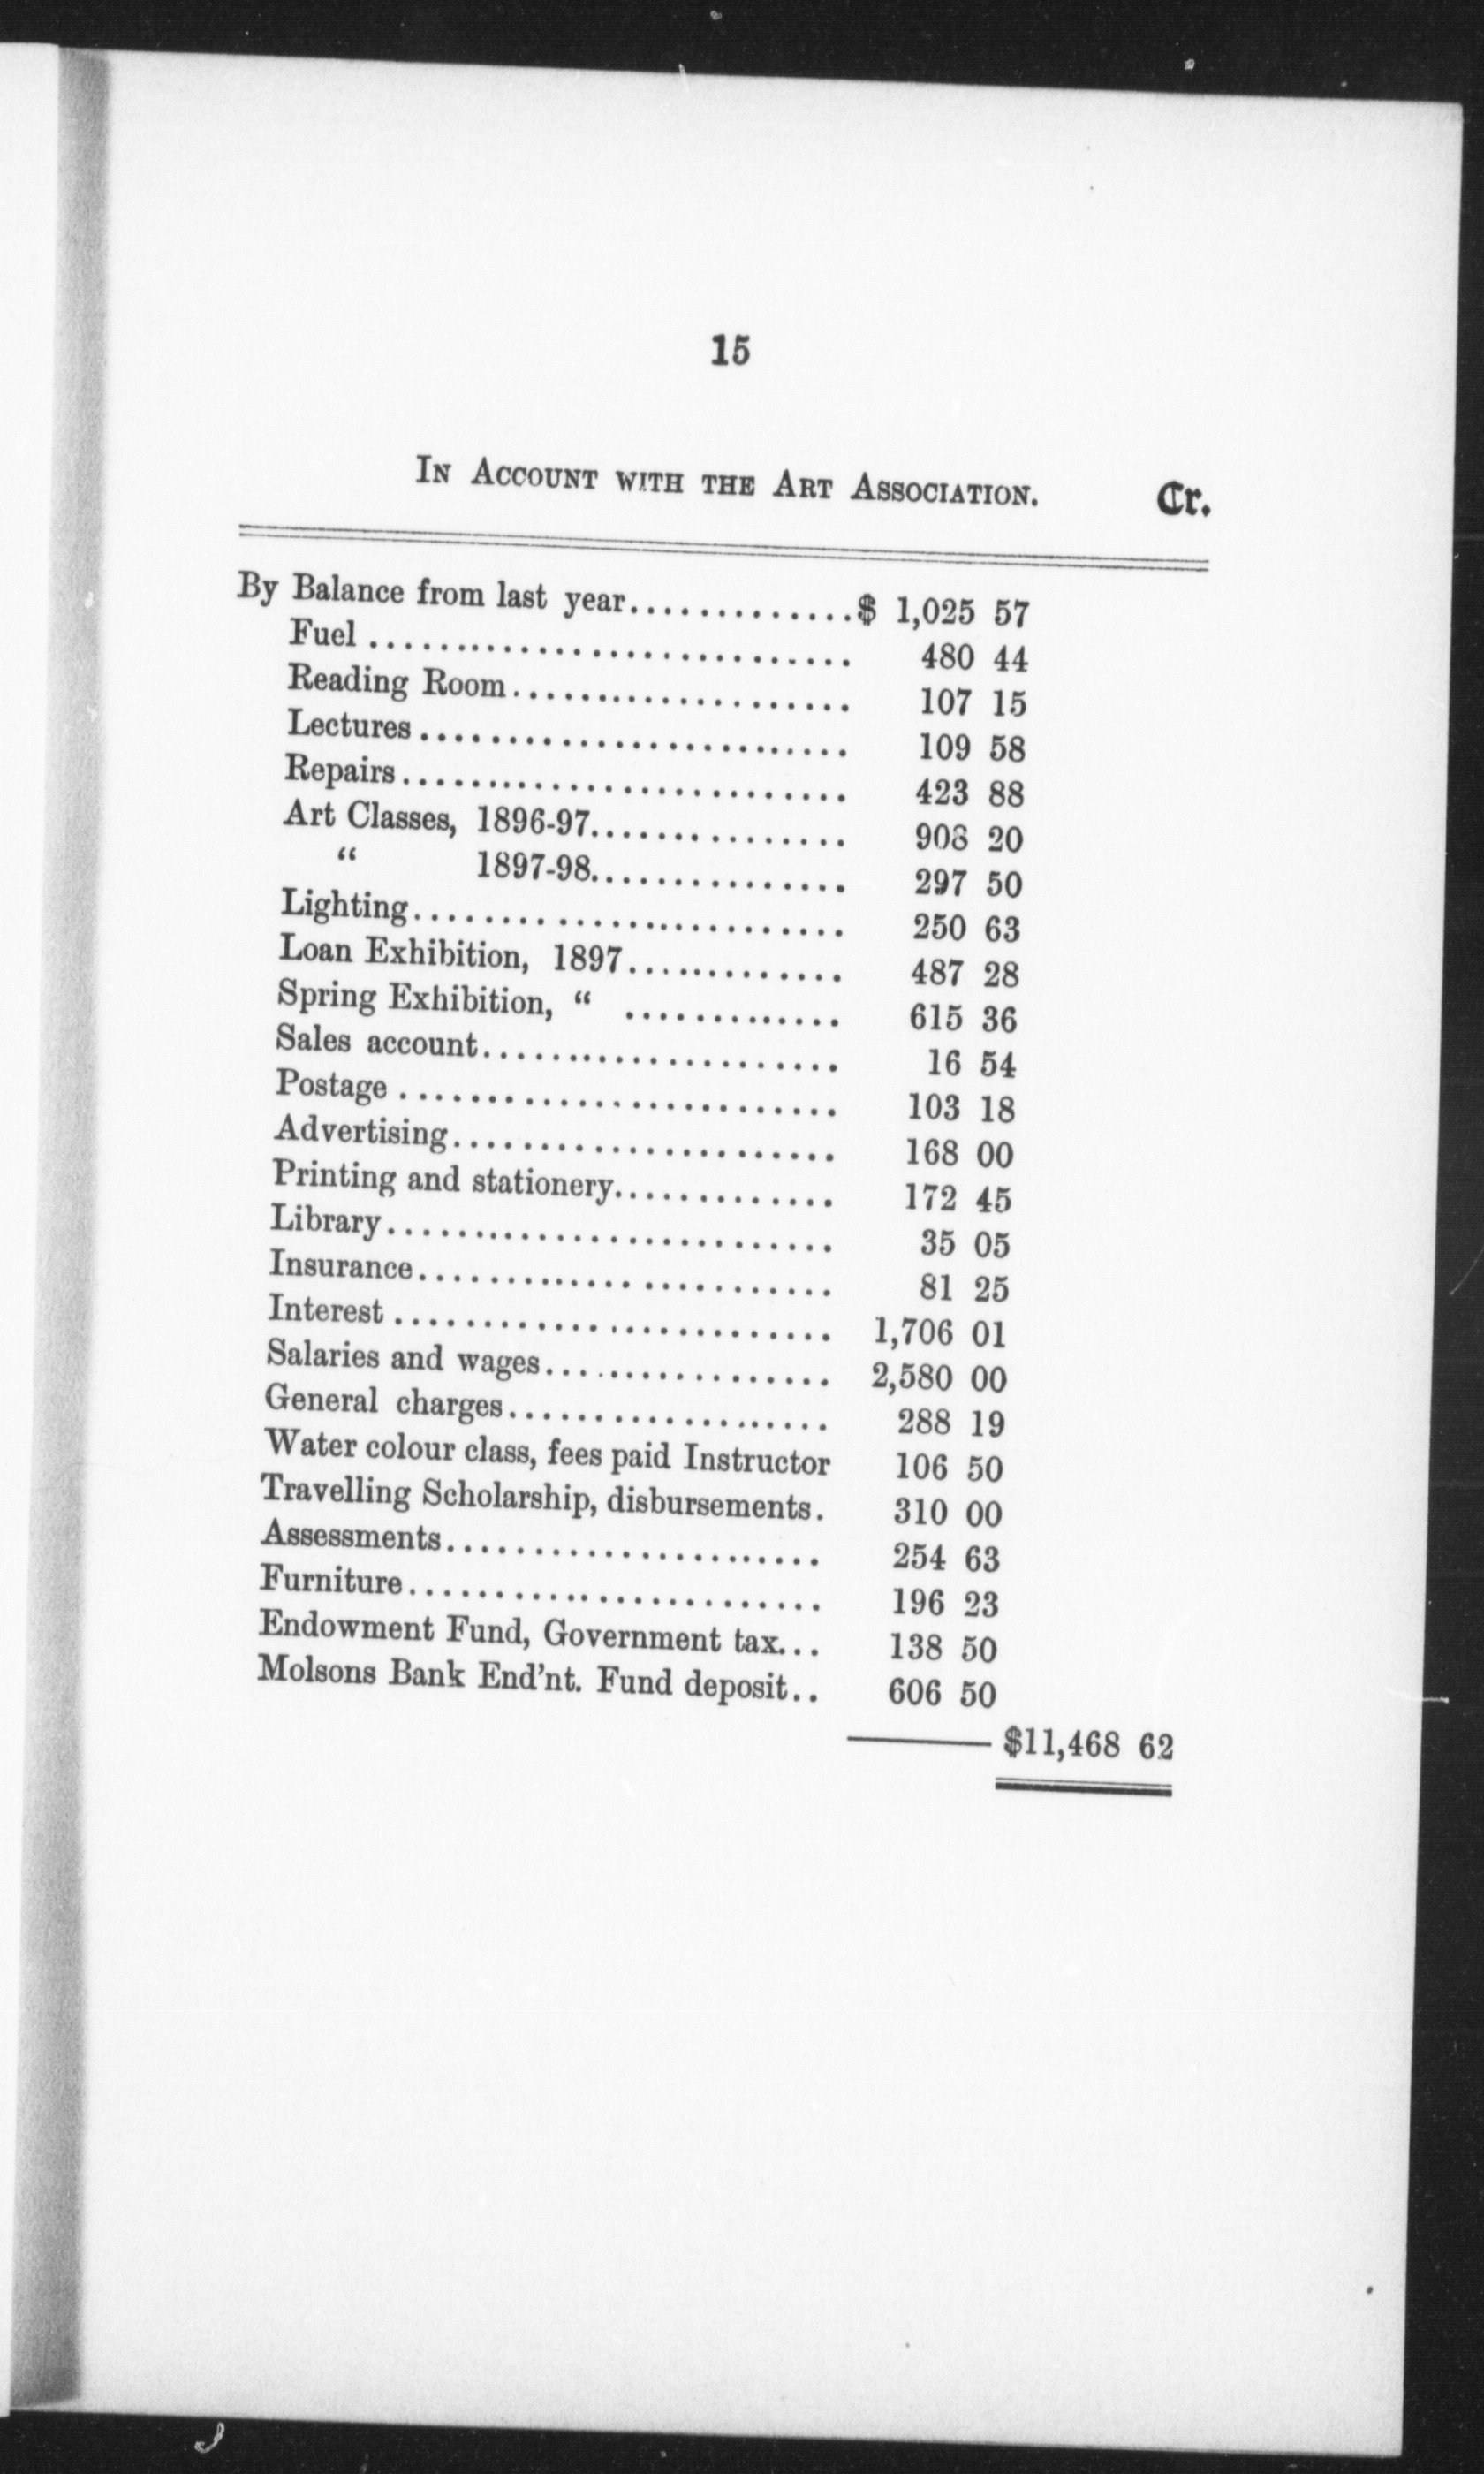 15
In Account with the Art Association. Cr.
By Balance from last year.............$ 1,025 57
Fuel ............................ 480 44
Reading Room.................... 107 15
Lectures ......................... 109 58
Repairs.......................... 423 88
Art Classes, 1896-97............... 908 20
“ 1897-98............... 297 50
Lighting.......................... 250 63
Loan Exhibition, 1897............. 487 28
Spring Exhibition, “ ............. 615 36
Sales account..................... 16 54
Postage .......................... 103 18
Advertising....................... 168 00
Printing and stationery............. 172 45
Library........................... 35 05
Insurance......................... 81 25
Interest .......................... 1,706 01
Salaries and wages................. 2,580 00
General charges................... 288 19
Water colour class, fees paid Instructor 106 50
Travelling Scholarship, disbursements. 310 00
Assessments...................... 254 63
Furniture......................... 196 23
Endowment Fund, Government tax... 138 50
Molsons Bank End’nt. Fund deposit.. 606 50
$11,468 62